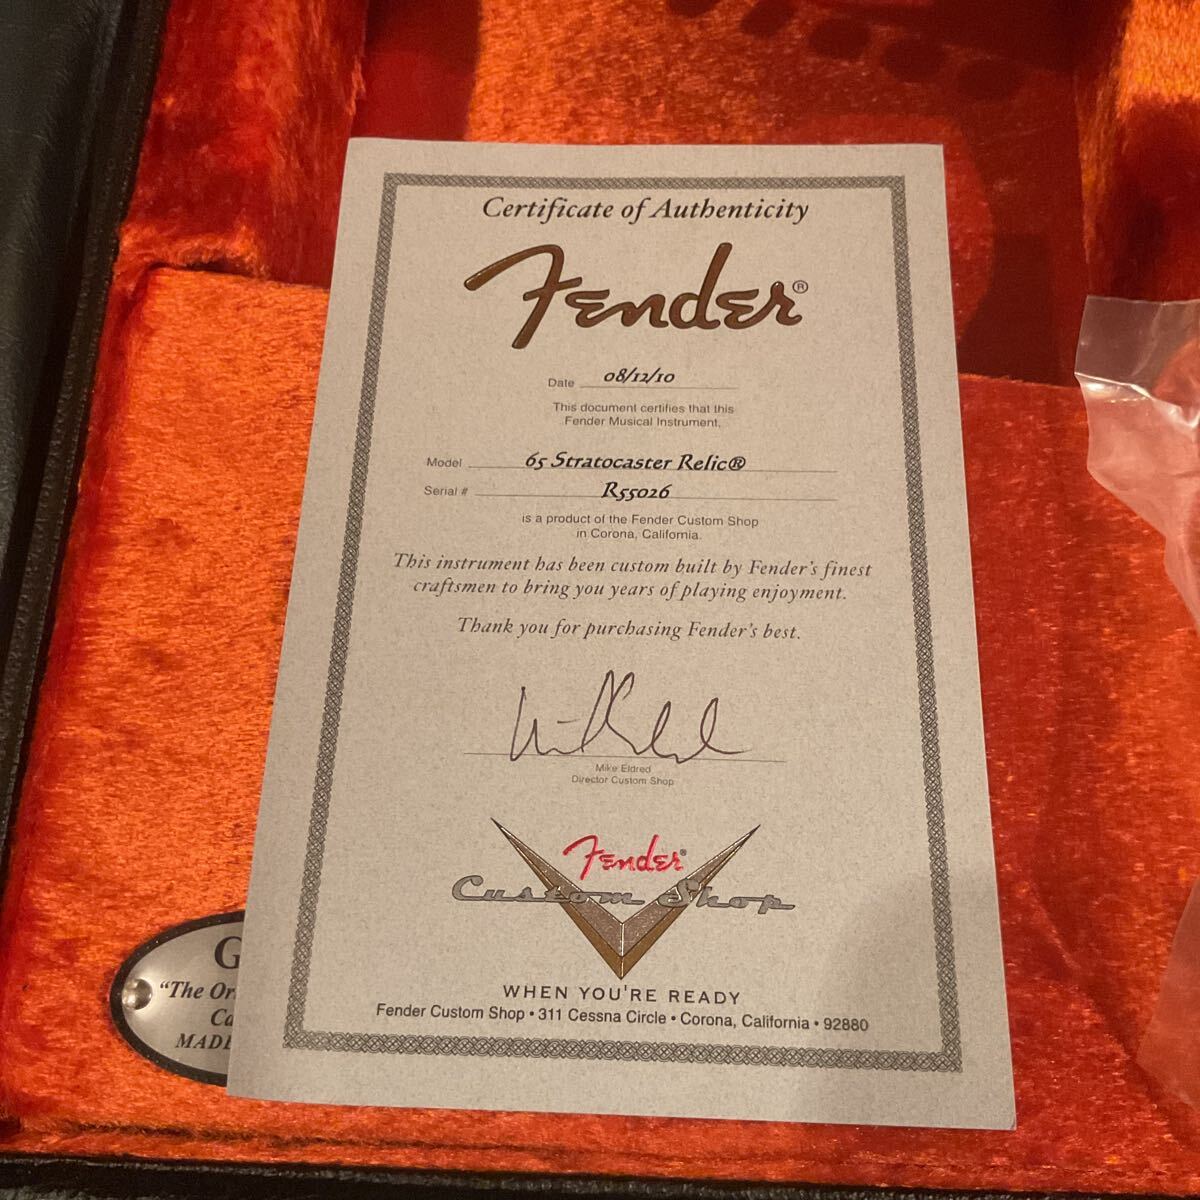 Certificate of Authenticity
Fender®
Date 08/12/10
This document certifies that this
Fender Musical Instrument,
Model 65 Stratocaster Relic®
Serial # R55026
is a product of the Fender Custom Shop
in Corona, California.
This instrument has been custom built by Fender's finest
craftsmen to bring you years of playing enjoyment.
Thank you for purchasing Fender's best.
Mike Eldred
Director Custom Shop
Fender®
Custom Shop
WHEN YOU'RE READY
Fender Custom Shop • 311 Cessna Circle • Corona, California • 92880
G
"The Or
Ca
MADE